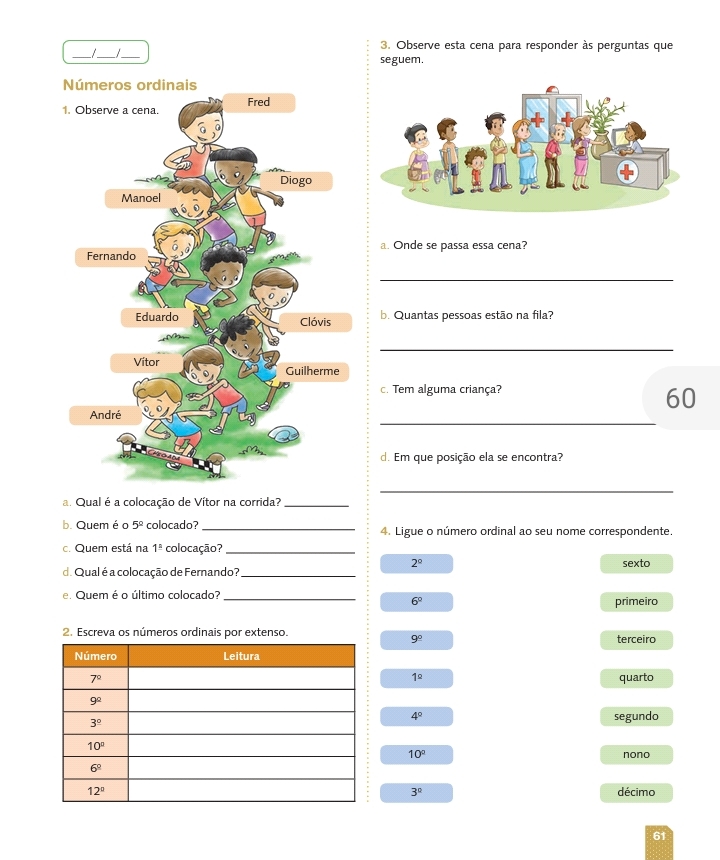 ___/___/___
Números ordinais
1. Observe a cena.
Fred
Diogo
Manoel
Fernando
Eduardo
Clóvis
Vítor
Guilherme
André
CHEGADA
a. Qual é a colocação de Vítor na corrida?
b. Quem é o 5º colocado?
c. Quem está na 1ª colocação?
d. Qual é a colocação de Fernando?
e. Quem é o último colocado?
2. Escreva os números ordinais por extenso.
Número Leitura
7º
9º
3º
10º
6º
12º
3. Observe esta cena para responder às perguntas que
seguem.
a. Onde se passa essa cena?
b. Quantas pessoas estão na fila?
c. Tem alguma criança?
d. Em que posição ela se encontra?
60
4. Ligue o número ordinal ao seu nome correspondente.
2º sexto
6º primeiro
9º terceiro
1º quarto
4º segundo
10º nono
3º décimo
61